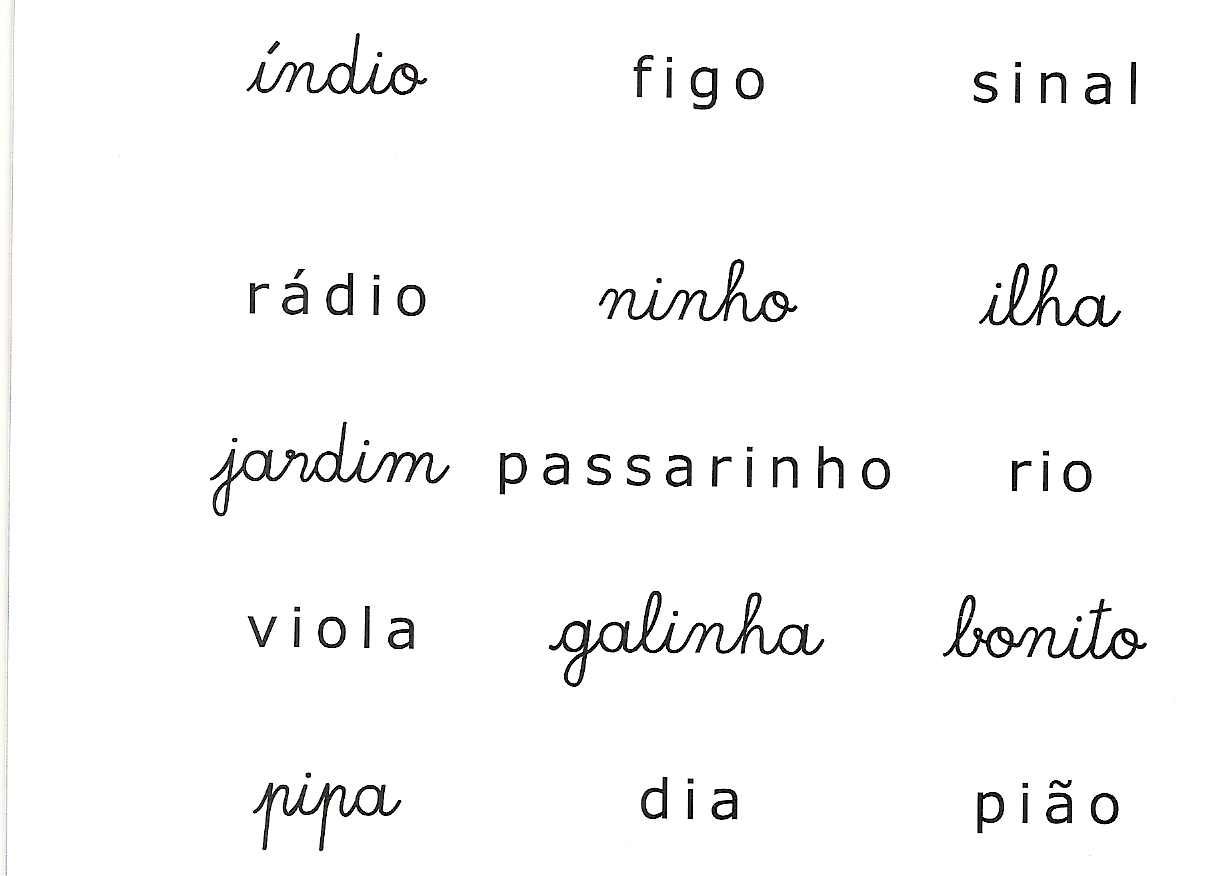 índio figo sinal
rádio ninho ilha
jardim passarinho rio
viola galinha bonito
pipa dia pião